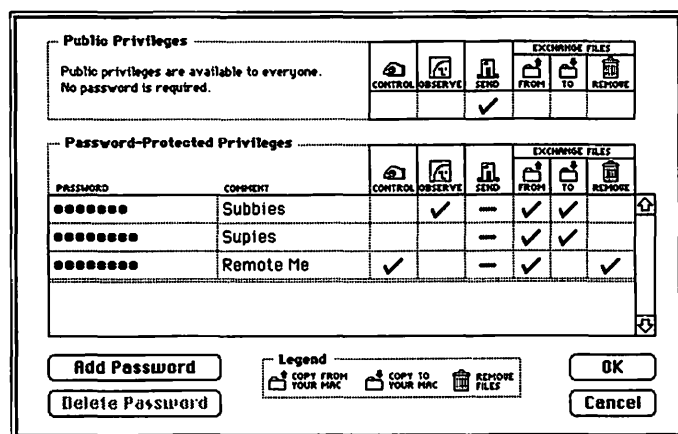 Public Privileges
Public privileges are available to everyone.
No password is required.
EXCHANGE FILES
CONTROL OBSERVE SEND FROM TO REMOVE
Password-Protected Privileges
EXCHANGE FILES
PASSWORD COMMENT CONTROL OBSERVE SEND FROM TO REMOVE
●●●●●●● Subbies
●●●●●●●● Supies
●●●●●●●● Remote Me
Add Password
Delete Password
Legend
COPY FROM YOUR MAC
COPY TO YOUR MAC
REMOVE FILES
OK
Cancel